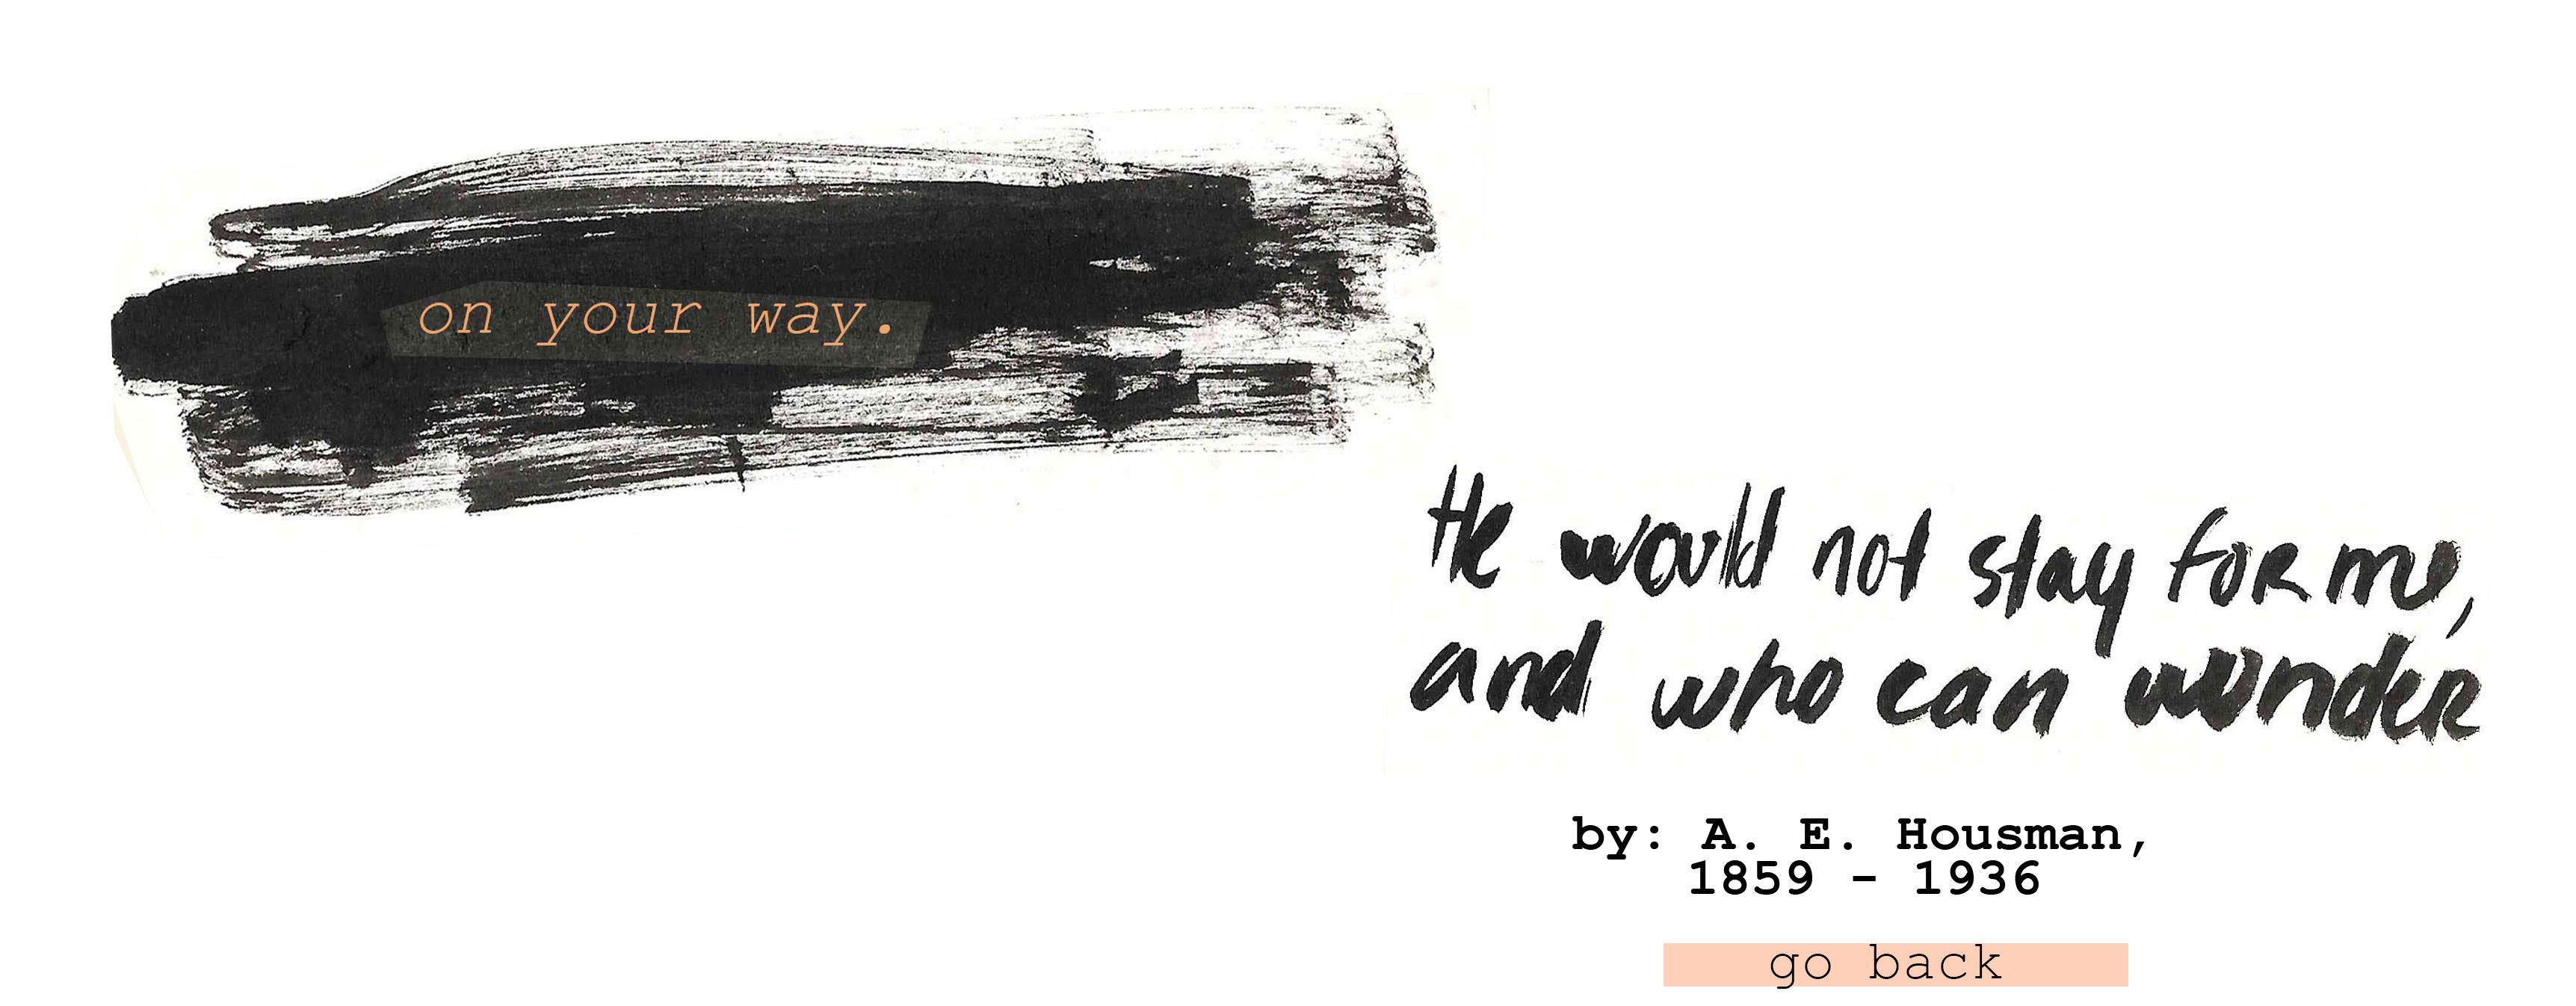 on your way.
He would not stay for me,
and who can wonder
by: A. E. Housman,
1859 - 1936
go back